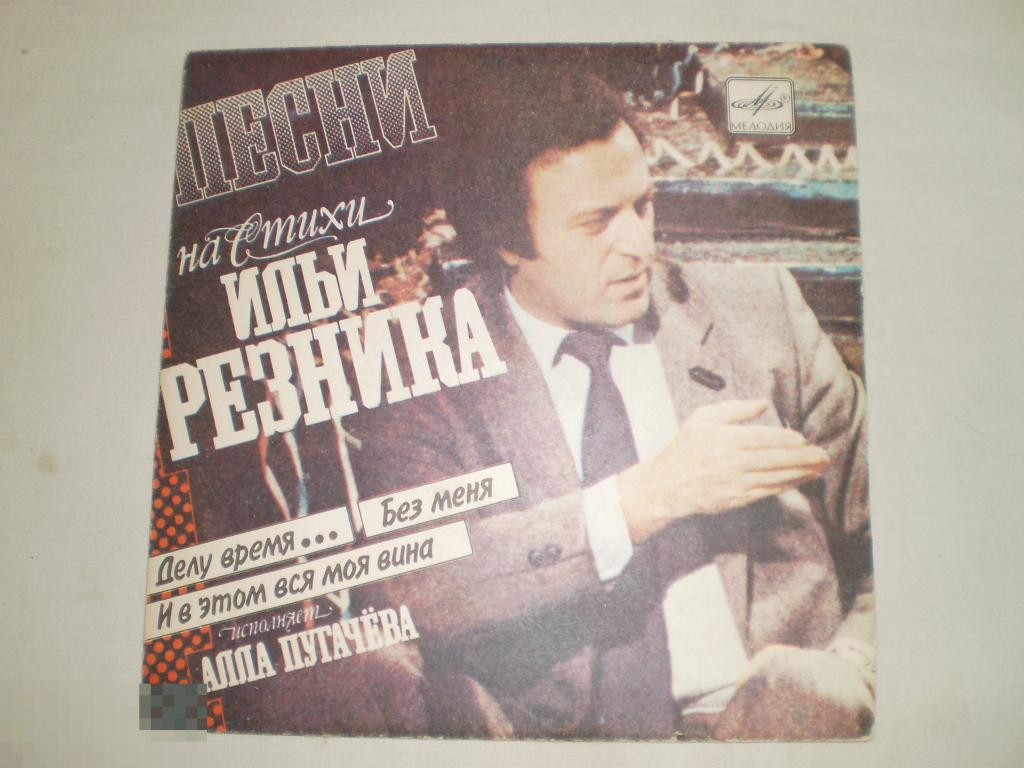 ПЕСНИ
на стихи
ИЛЬИ
РЕЗНИКА
МЕЛОДИЯ
Делу время...
Без меня
И в этом вся моя вина
исполняет
АЛЛА ПУГАЧЁВА